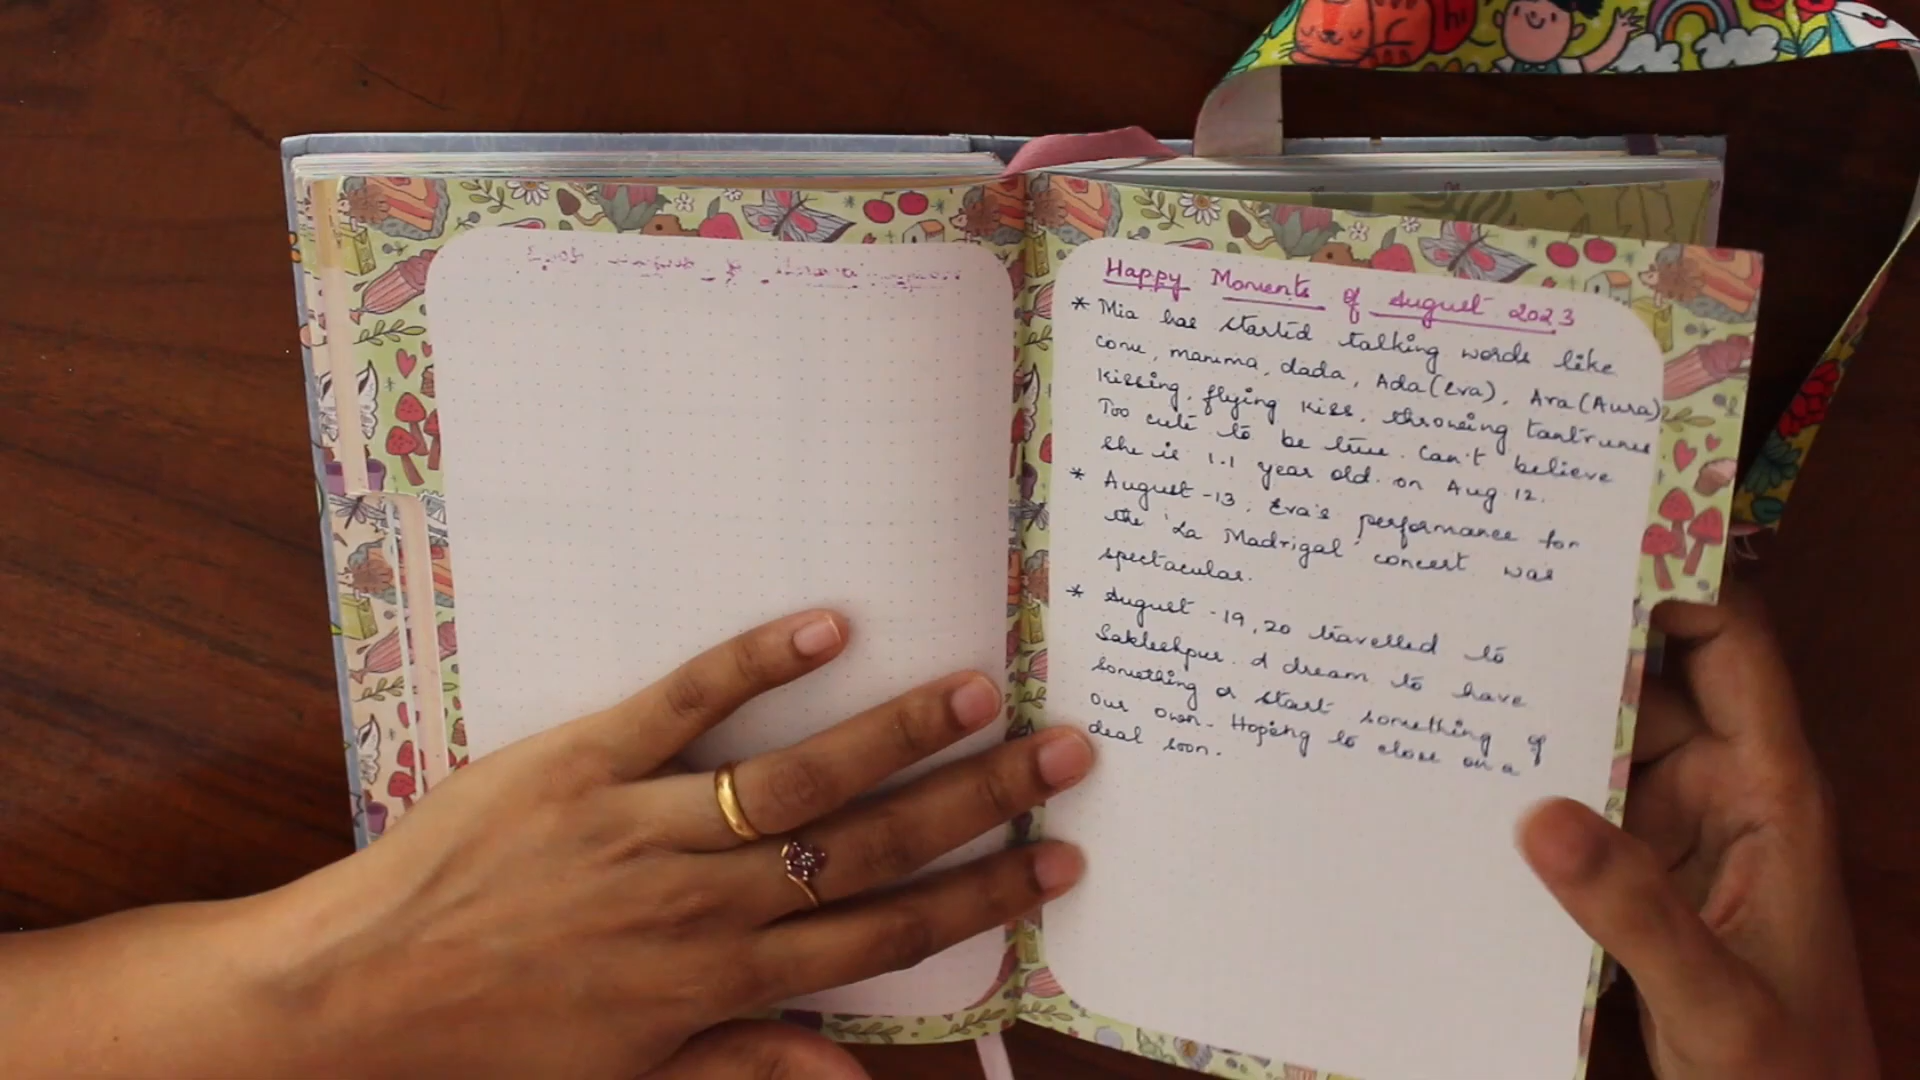 hi
Happy Moments of August 2023
* Mia has started talking words like
come, mamma, dada, Ada (Eva), Ara (Aura)
kissing, flying kiss, throwing tantrums
Too cute to be true. Can't believe
she is 1.1 year old on Aug 12.
* August -13, Eva's performance for
the 'La Madrigal' concert was
spectacular.
* August -19, 20 travelled to
Sakleshpur. I dream to have
something or start something of
our own. Hoping to close on a
deal soon.